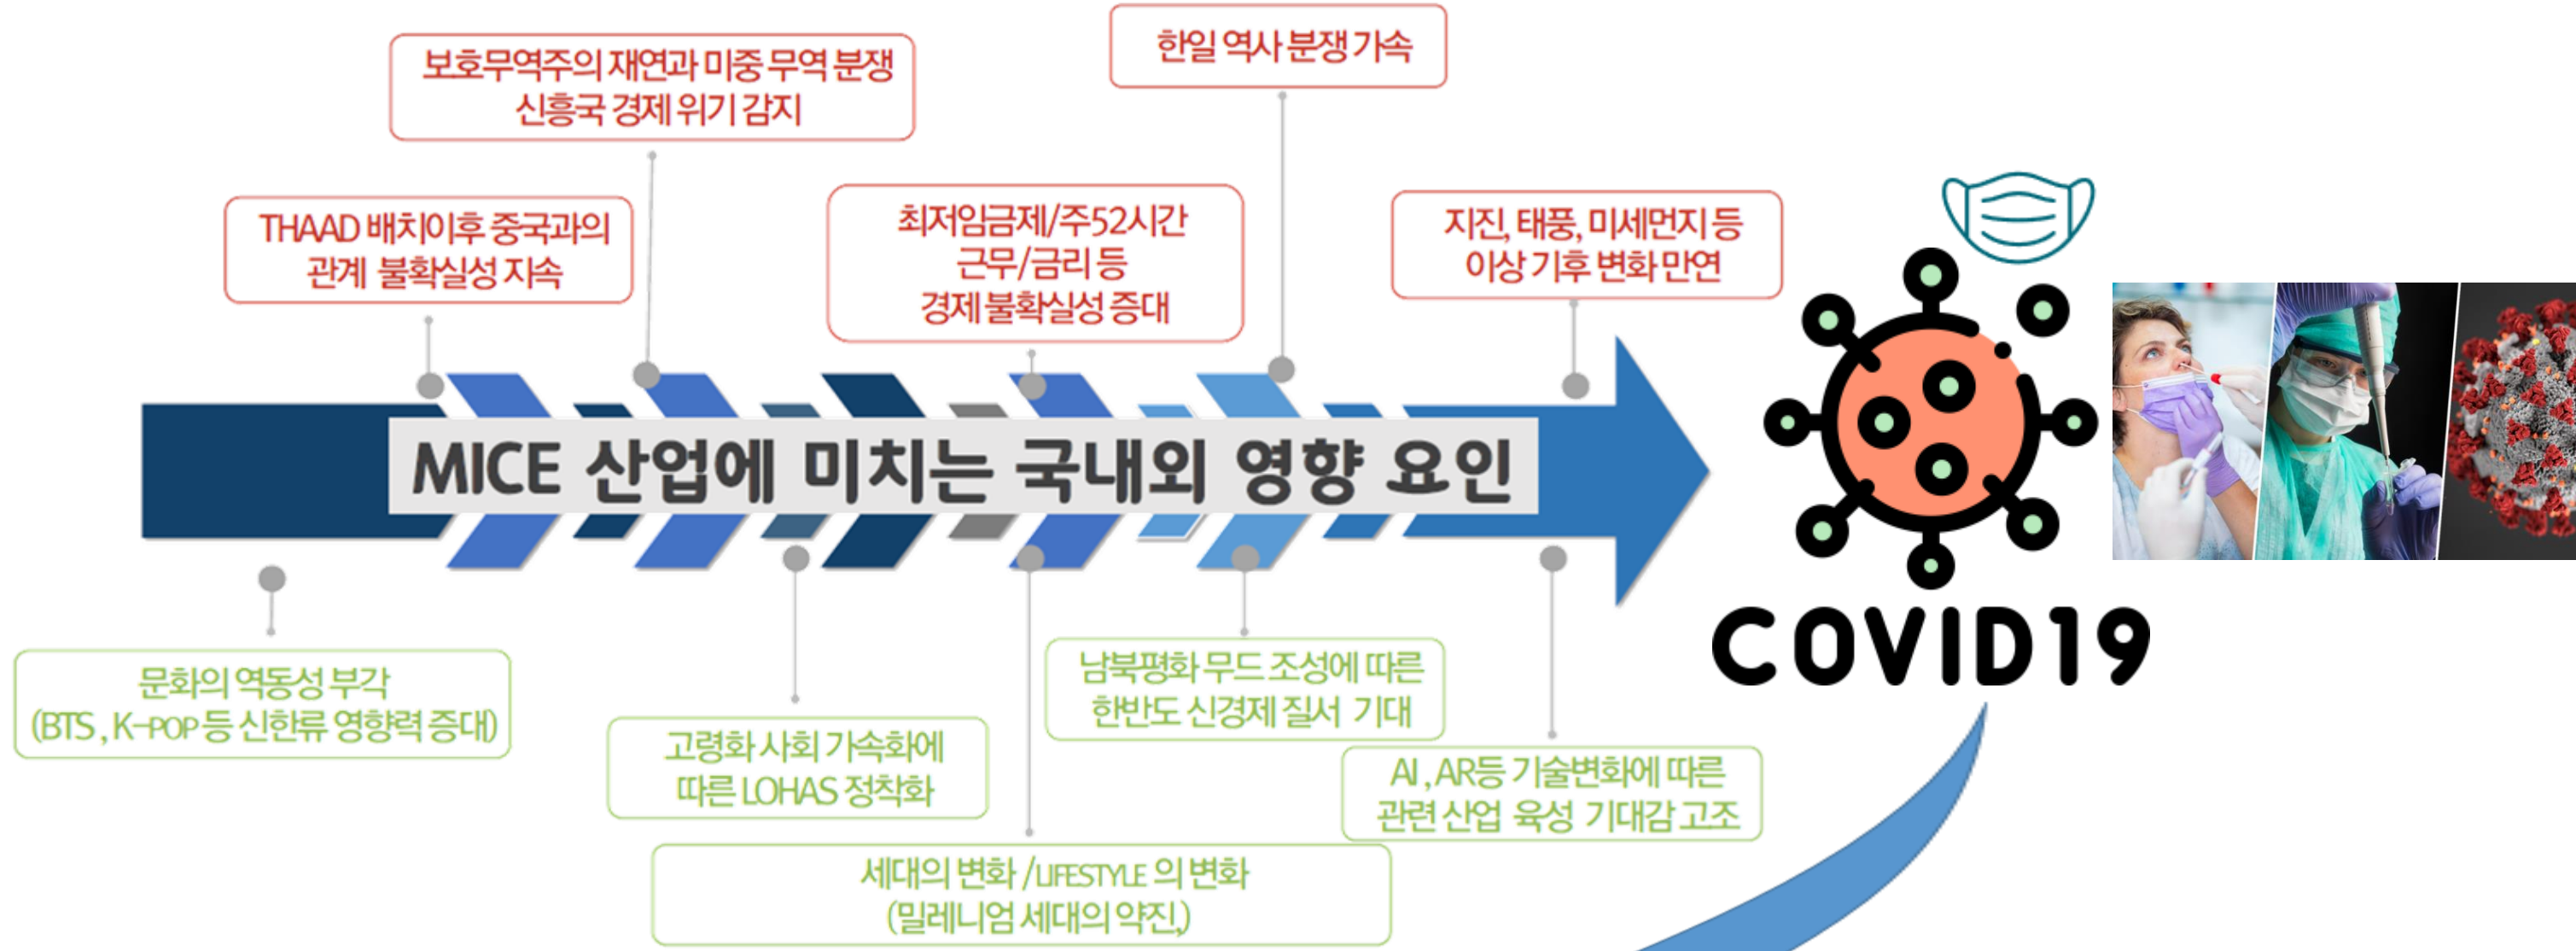 한일 역사 분쟁 가속
보호무역주의 재연과 미중 무역 분쟁
신흥국 경제 위기 감지
THAAD 배치이후 중국과의
관계 불확실성 지속
최저임금제/주52시간
근무/금리 등
경제 불확실성 증대
지진, 태풍, 미세먼지 등
이상 기후 변화 만연
MICE 산업에 미치는 국내외 영향 요인
COVID19
문화의 역동성 부각
(BTS , K-POP 등 신한류 영향력 증대)
고령화 사회 가속화에
따른 LOHAS 정착화
남북평화 무드 조성에 따른
한반도 신경제 질서 기대
AI , AR등 기술변화에 따른
관련 산업 육성 기대감 고조
세대의 변화 /LIFESTYLE 의 변화
(밀레니엄 세대의 약진,)